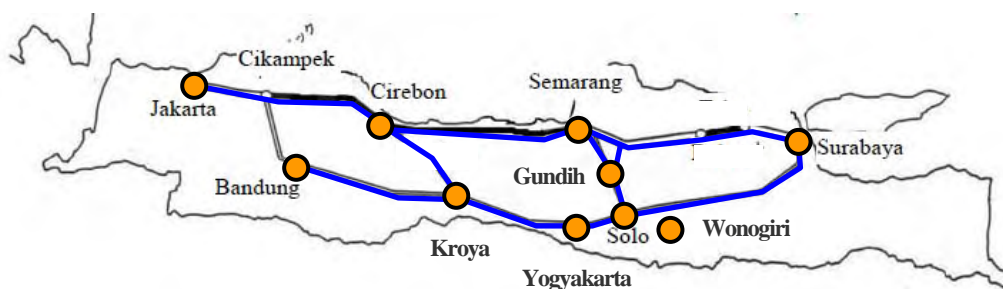 Cikampek
Cirebon
Semarang
Jakarta
Surabaya
Gundih
Bandung
Solo
Wonogiri
Kroya
Yogyakarta